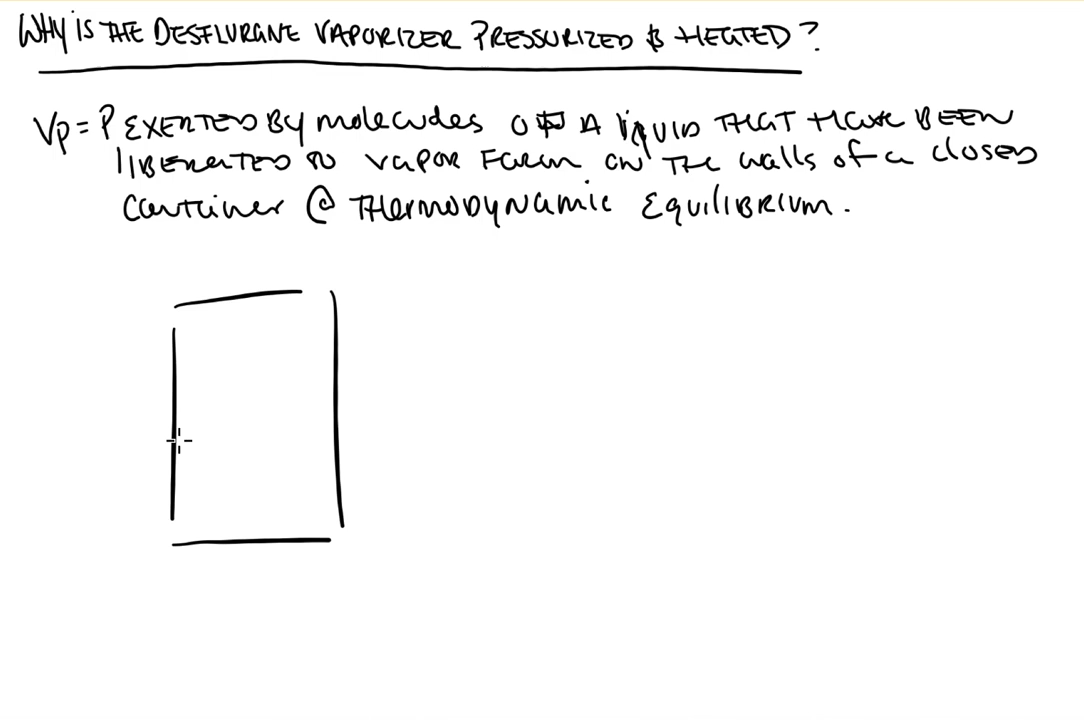 WHY IS THE DESFLURANE VAPORIZER PRESSURIZED & HEATED?
Vp = P EXERTED By molecules OF A liquid THAT HAVE BEEN
liBERATED to VAPOR FORM ON THE walls of a closed
container @ THERMODYNAMIC EquiliBRIUM.